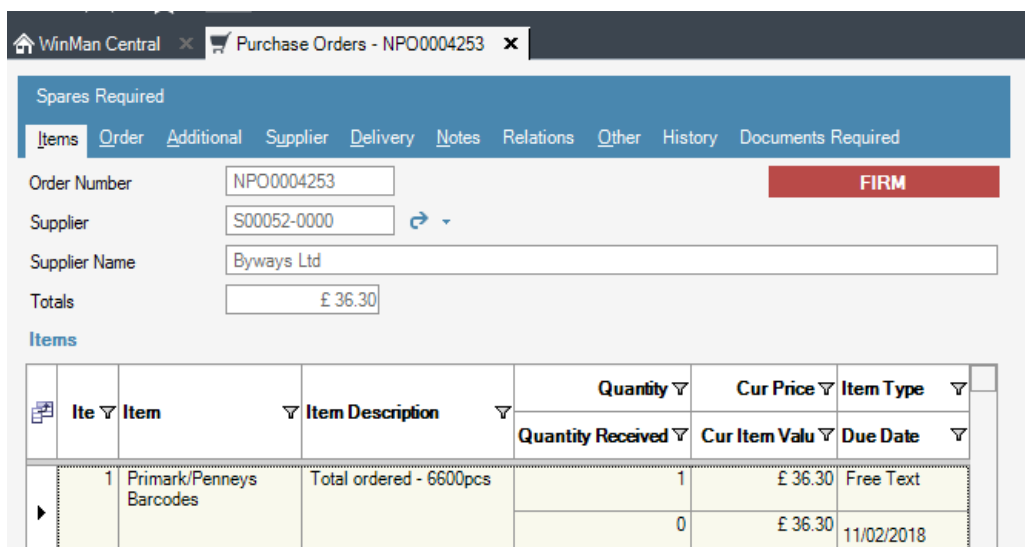 WinMan Central
Purchase Orders - NPO0004253
Spares Required
Items Order Additional Supplier Delivery Notes Relations Other History Documents Required
Order Number NPO0004253 FIRM
Supplier S00052-0000
Supplier Name Byways Ltd
Totals £ 36.30
Items
Ite Item Item Description Quantity Cur Price Item Type
Quantity Received Cur Item Valu Due Date
1 Primark/Penneys Total ordered - 6600pcs 1 £ 36.30 Free Text
Barcodes
0 £ 36.30 11/02/2018